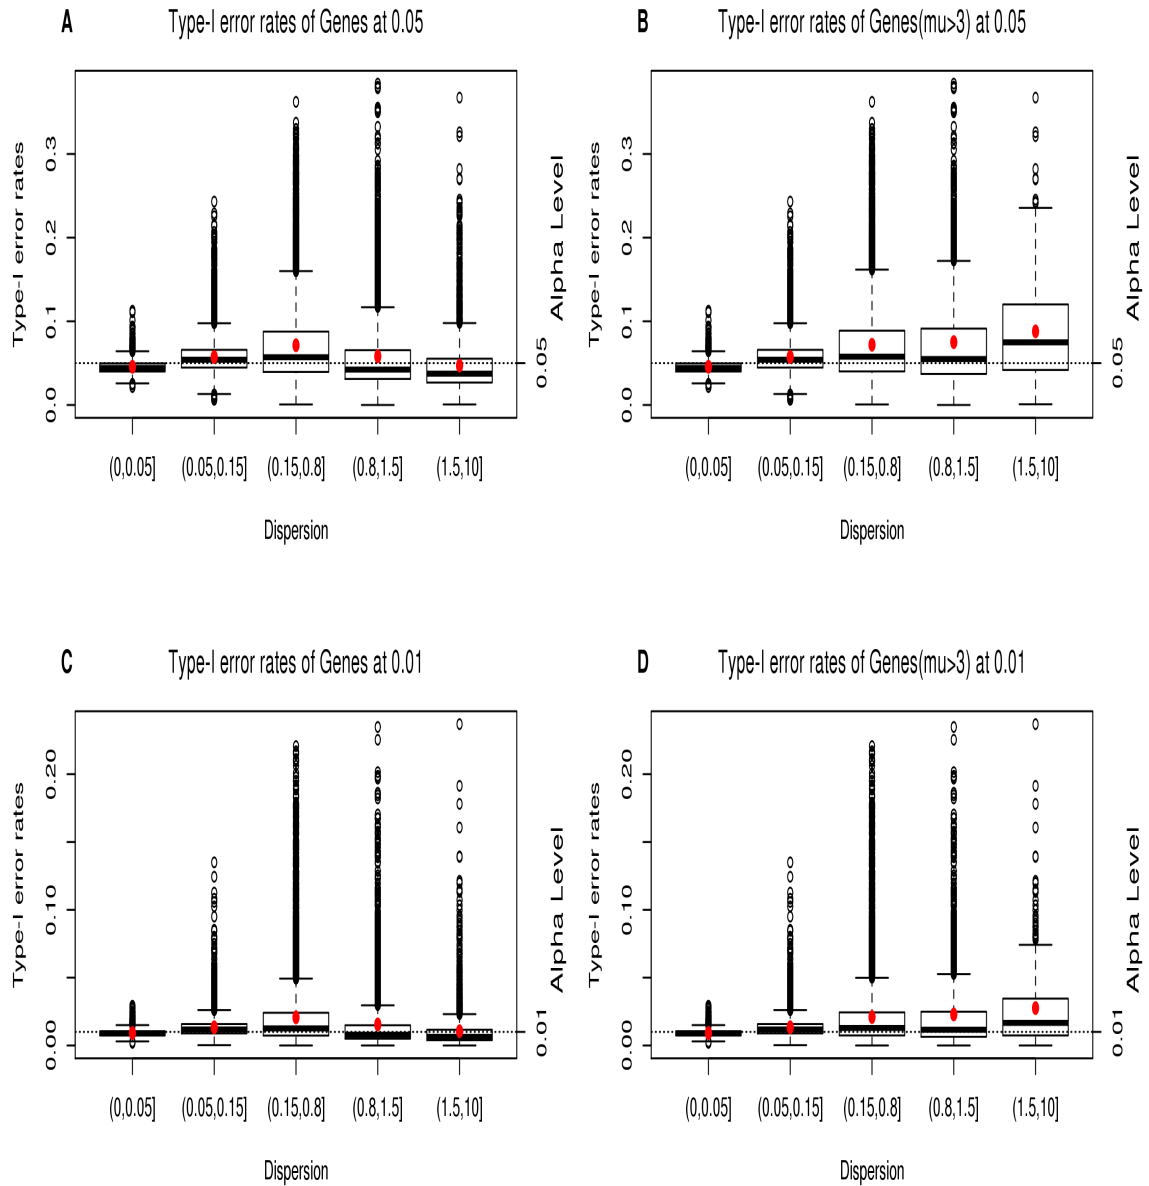 A Type-I error rates of Genes at 0.05
Type-I error rates
0.0 0.1 0.2 0.3
Alpha Level
0.05
(0,0.05] (0.05,0.15] (0.15,0.8] (0.8,1.5] (1.5,10]
Dispersion
B Type-I error rates of Genes(mu>3) at 0.05
Type-I error rates
0.0 0.1 0.2 0.3
Alpha Level
0.05
(0,0.05] (0.05,0.15] (0.15,0.8] (0.8,1.5] (1.5,10]
Dispersion
C Type-I error rates of Genes at 0.01
Type-I error rates
0.00 0.10 0.20
Alpha Level
0.01
(0,0.05] (0.05,0.15] (0.15,0.8] (0.8,1.5] (1.5,10]
Dispersion
D Type-I error rates of Genes(mu>3) at 0.01
Type-I error rates
0.00 0.10 0.20
Alpha Level
0.01
(0,0.05] (0.05,0.15] (0.15,0.8] (0.8,1.5] (1.5,10]
Dispersion